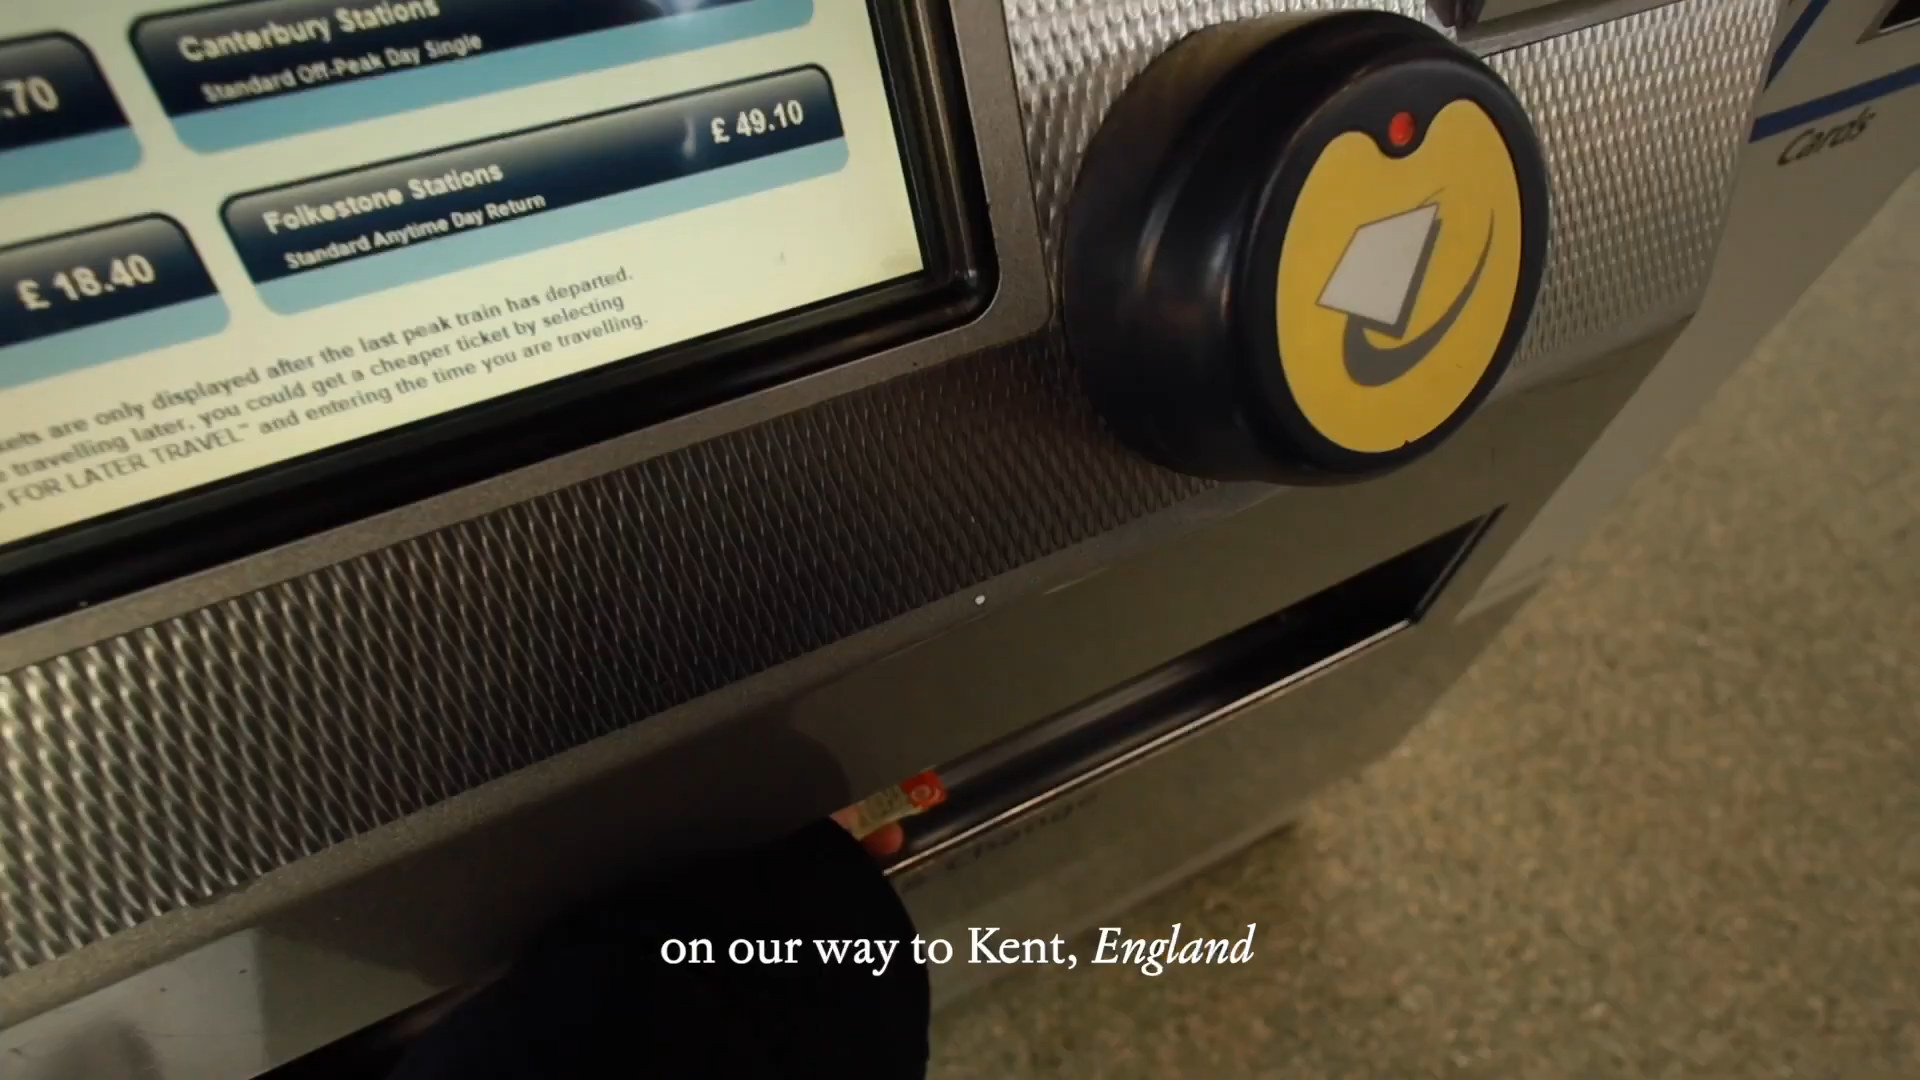 Canterbury Stations
Standard Off-Peak Day Single
.70
£ 49.10
Folkestone Stations
Standard Anytime Day Return
£ 18.40
are only displayed after the last peak train has departed.
travelling later, you could get a cheaper ticket by selecting
FOR LATER TRAVEL" and entering the time you are travelling.
Cards
Change
on our way to Kent, England